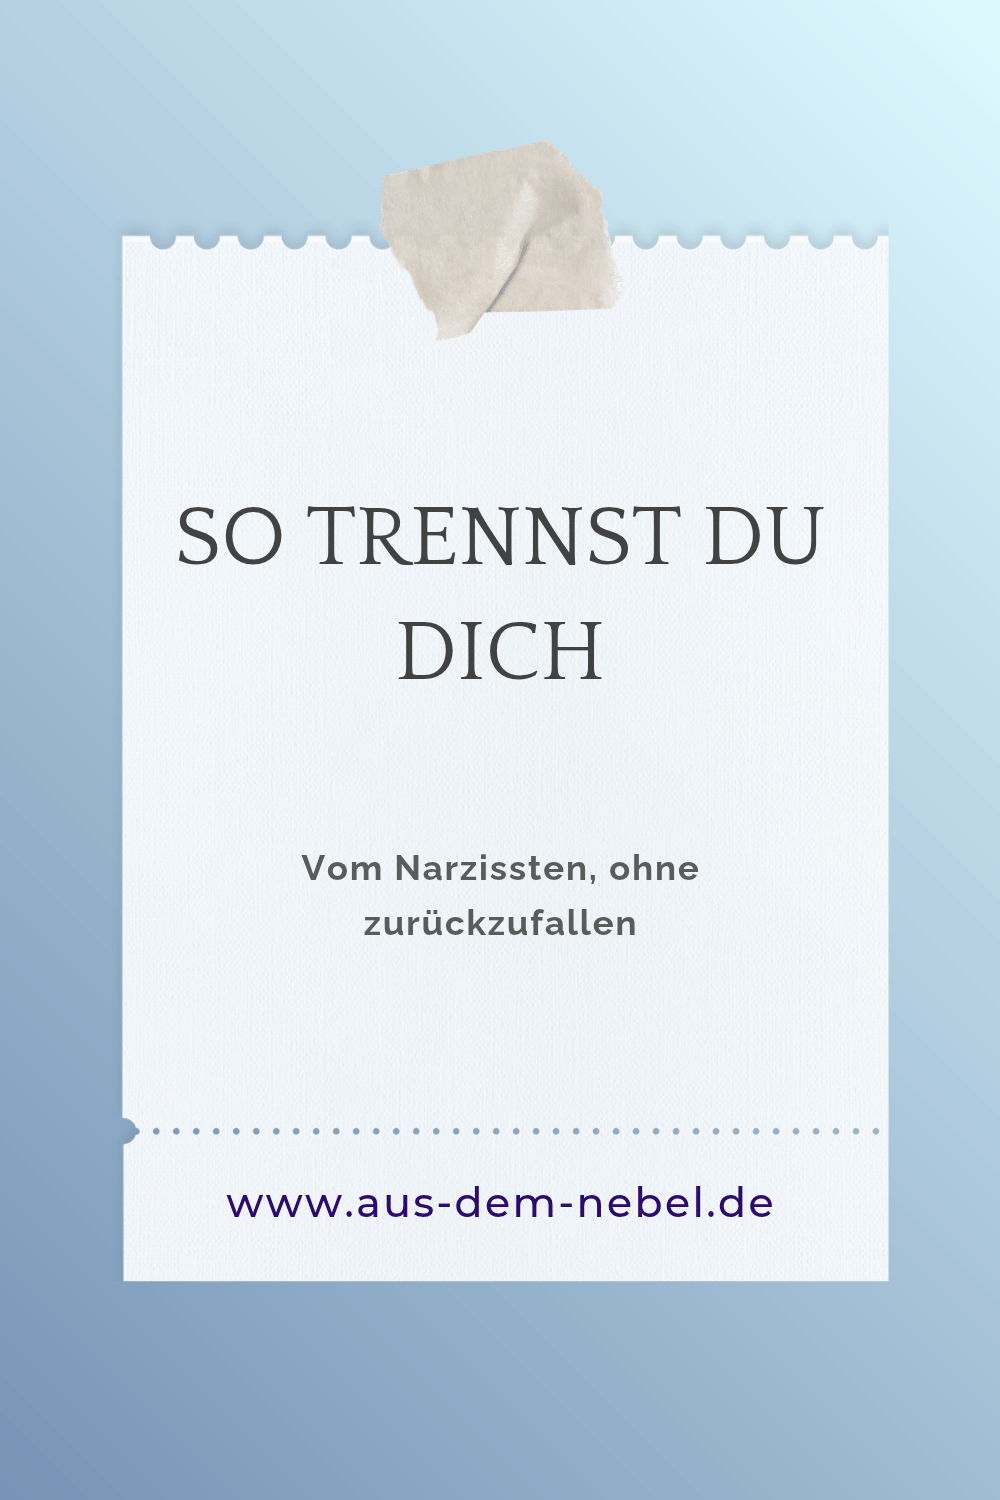 SO TRENNST DU
DICH
Vom Narzissten, ohne
zurückzufallen
www.aus-dem-nebel.de